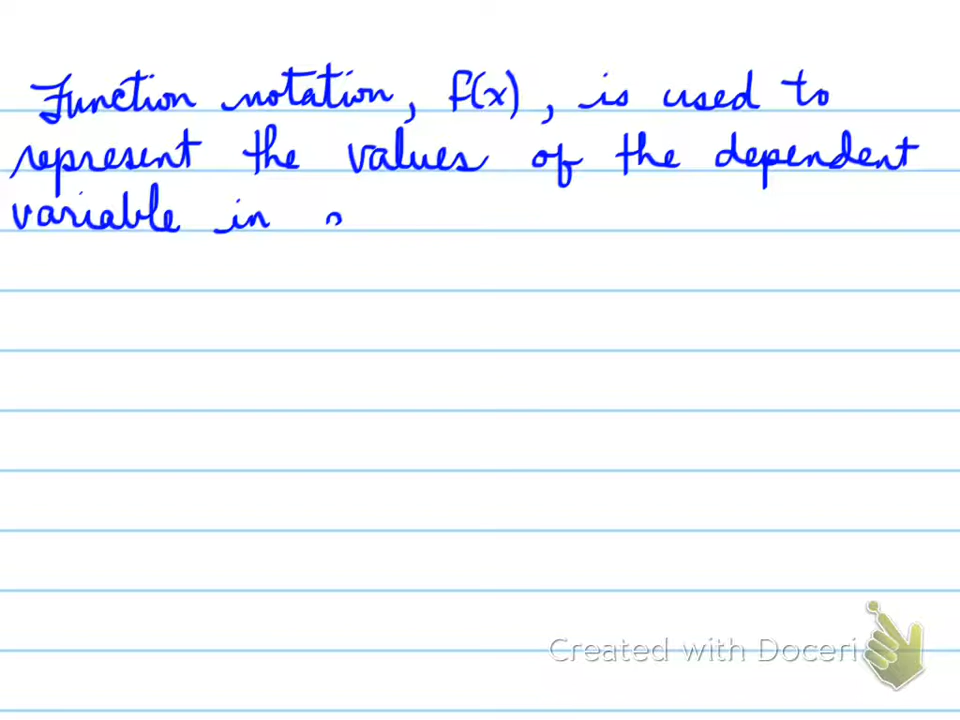 Function notation, f(x), is used to
represent the values of the dependent
variable in
Created with Doceri